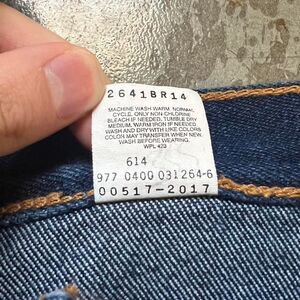 2641BR14
MACHINE WASH WARM. NORMAL
CYCLE. ONLY NON-CHLORINE
BLEACH IF NEEDED. TUMBLE DRY
MEDIUM. WARM IRON IF NEEDED.
WASH AND DRY WITH LIKE COLORS
COLOR MAY TRANSFER WHEN NEW.
WASH BEFORE WEARING.
WPL 423
614
977 0400 031264-6
00517-2017